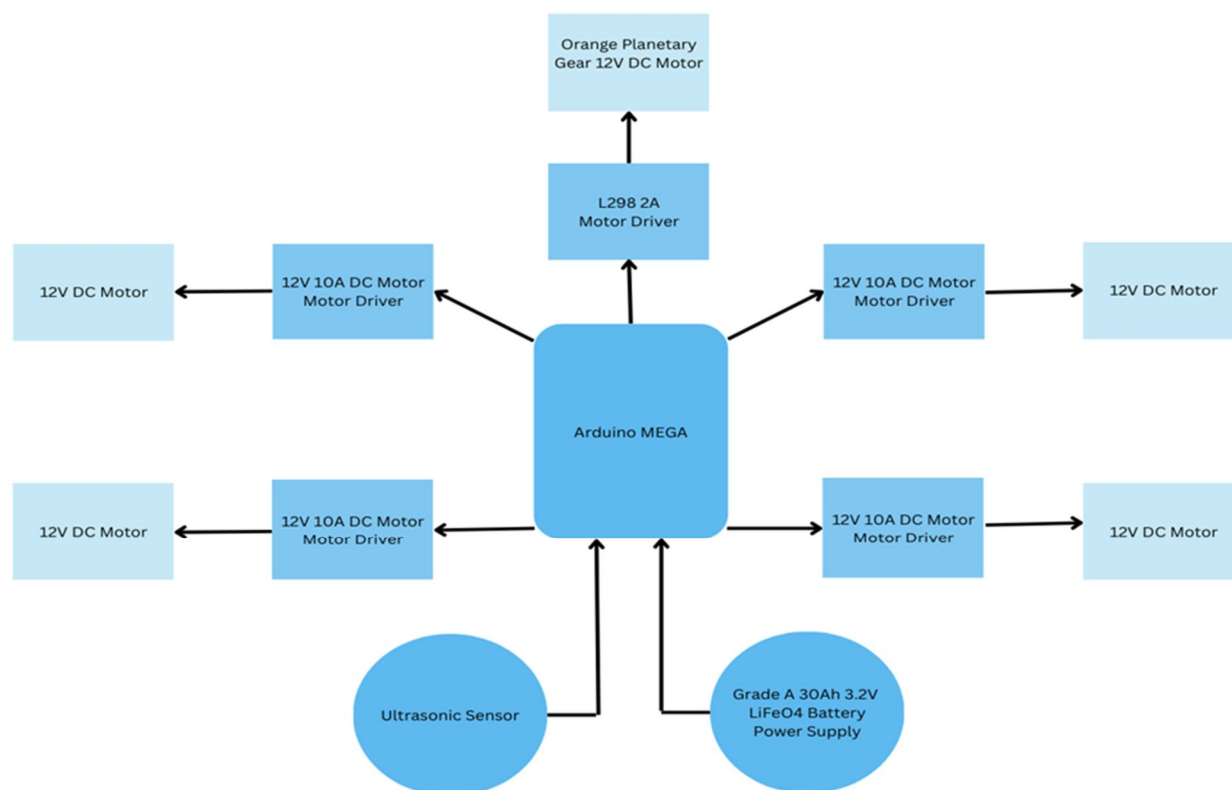 Orange Planetary
Gear 12V DC Motor
L298 2A
Motor Driver
12V DC Motor
12V 10A DC Motor
Motor Driver
12V 10A DC Motor
Motor Driver
12V DC Motor
Arduino MEGA
12V DC Motor
12V 10A DC Motor
Motor Driver
12V 10A DC Motor
Motor Driver
12V DC Motor
Ultrasonic Sensor
Grade A 30Ah 3.2V
LiFeO4 Battery
Power Supply